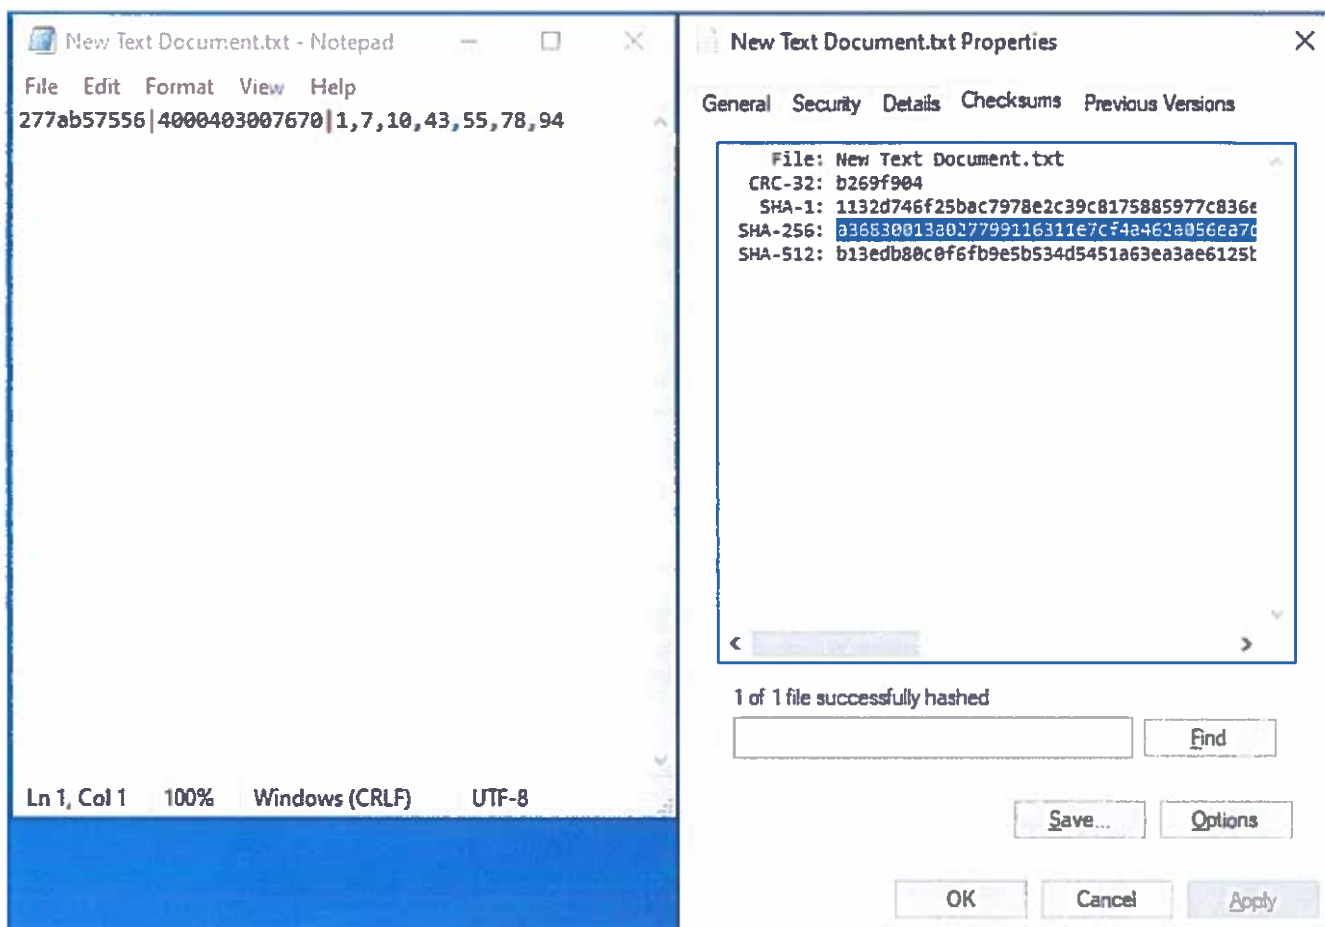 New Text Document.txt - Notepad
File Edit Format View Help
277ab57556|4000403007670|1,7,10,43,55,78,94
Ln 1, Col 1 100% Windows (CRLF) UTF-8
New Text Document.txt Properties
General Security Details Checksums Previous Versions
File: New Text Document.txt
CRC-32: b269f904
SHA-1: 1132d746f25bac7978e2c39c8175885977c836e
SHA-256: a36830013a027799116311e7cf4a462a056ea7c
SHA-512: b13edb80c0f6fb9e5b534d5451a63ea3ae6125b
1 of 1 file successfully hashed
Find
Save... Options
OK Cancel Apply